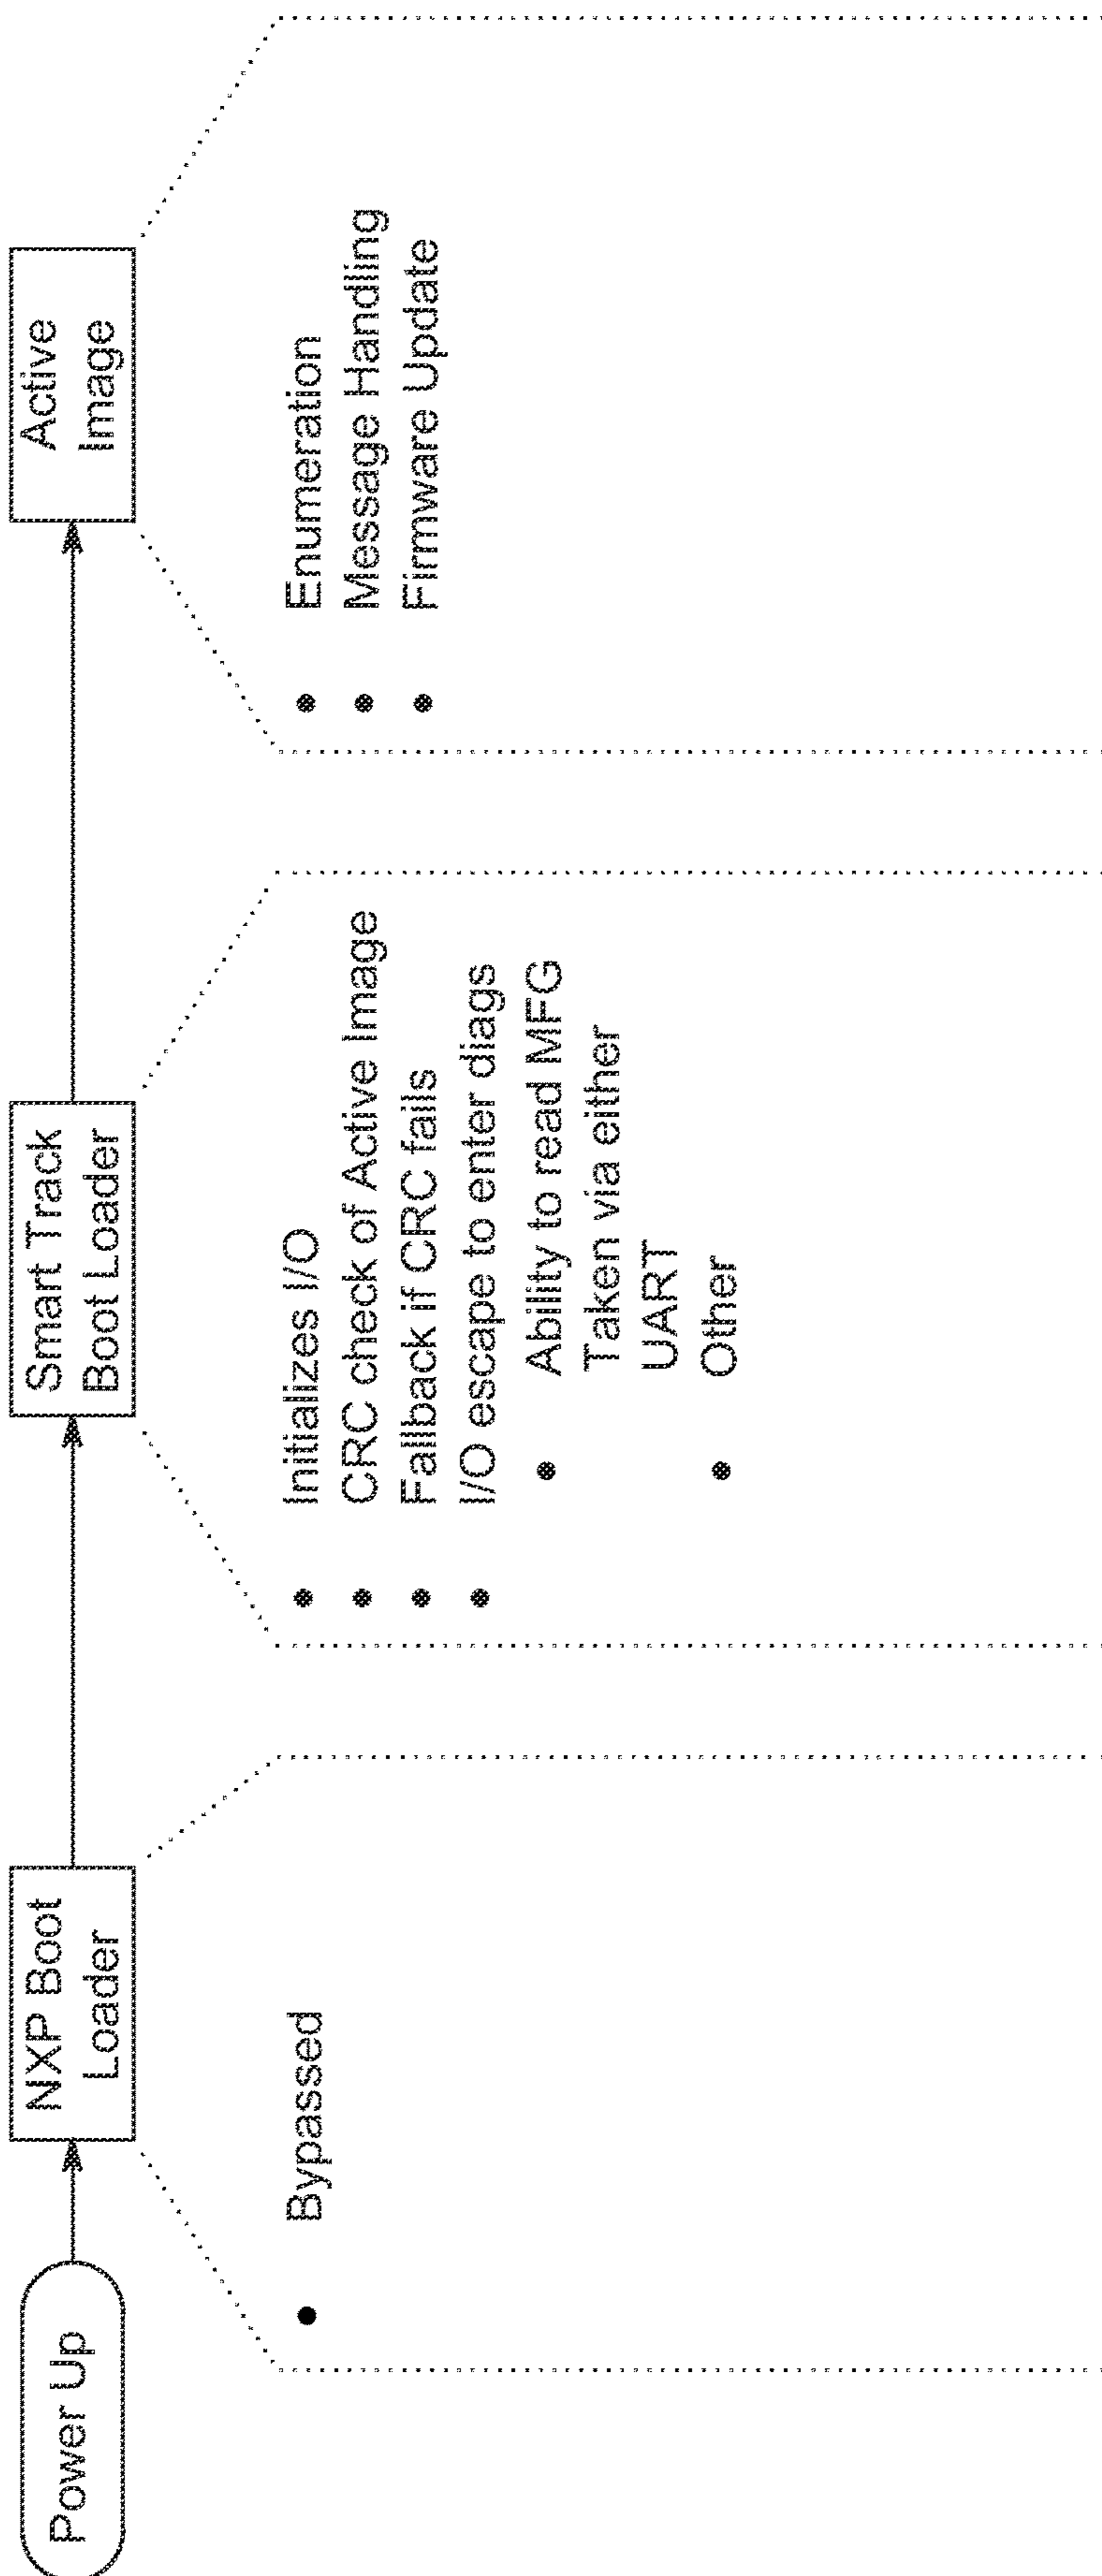 Power Up
NXP Boot
Loader
Smart Track
Boot Loader
Active
Image
• Bypassed
• Initializes I/O
• CRC check of Active Image
• Fallback if CRC fails
• I/O escape to enter diags
• Ability to read MFG
Taken via either
UART
• Other
• Enumeration
• Message Handling
• Firmware Update